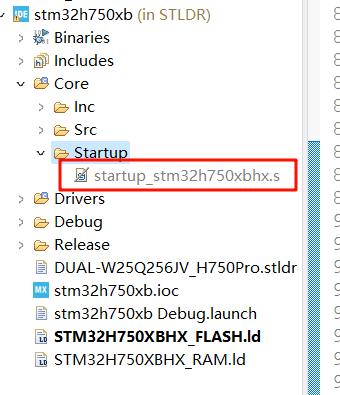 IDE stm32h750xb (in STLDR)
Binaries
Includes
Core
Inc
Src
Startup
startup_stm32h750xbhx.s
Drivers
Debug
Release
DUAL-W25Q256JV_H750Pro.stldr
MX stm32h750xb.ioc
stm32h750xb Debug.launch
LD STM32H750XBHX_FLASH.ld
LD STM32H750XBHX_RAM.ld